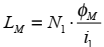 L_M = N_1 · ϕ_M / i_1